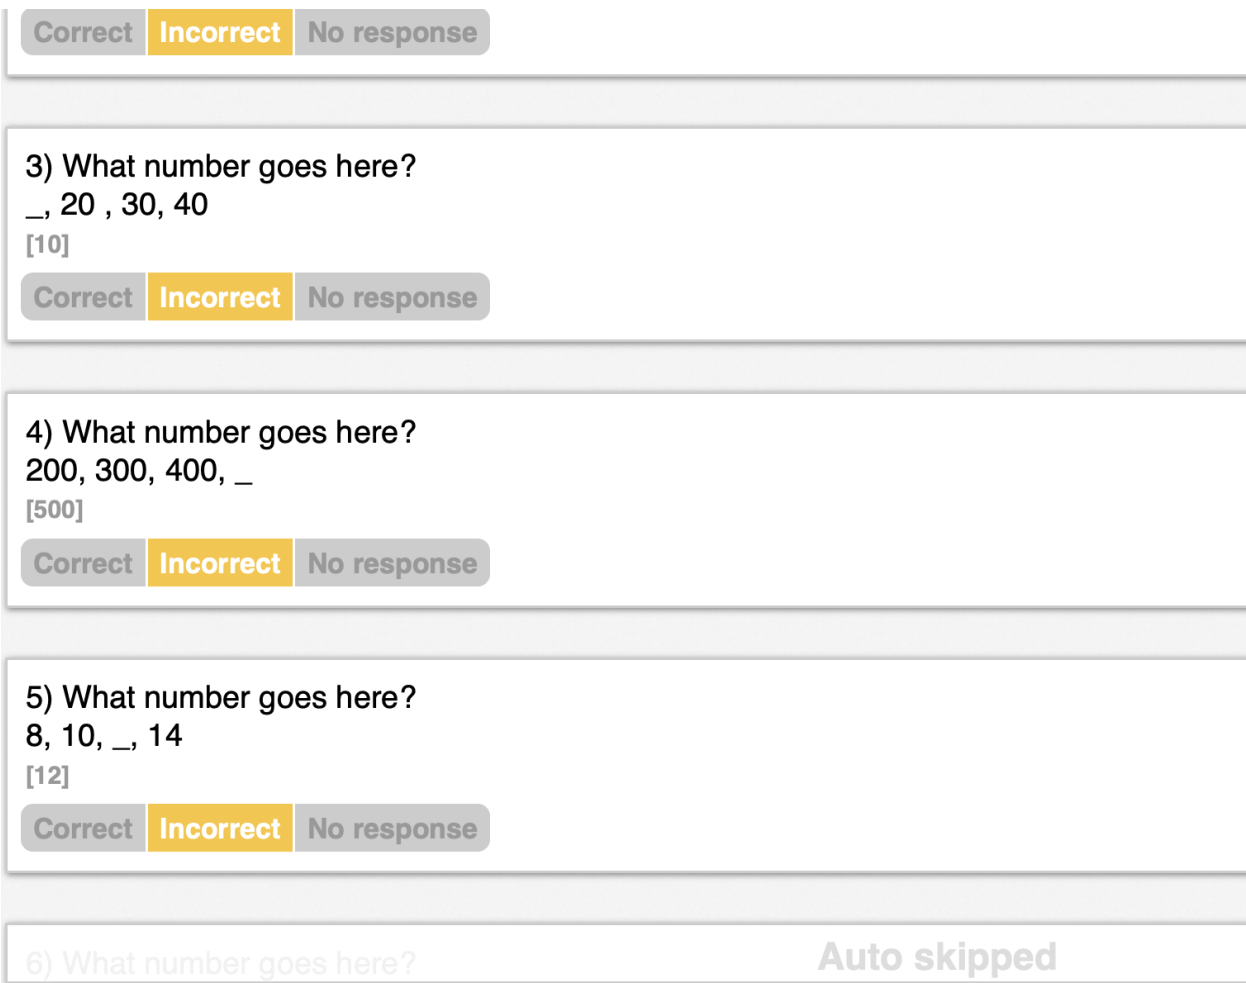 Correct Incorrect No response
3) What number goes here?
_, 20 , 30, 40
[10]
Correct Incorrect No response
4) What number goes here?
200, 300, 400, _
[500]
Correct Incorrect No response
5) What number goes here?
8, 10, _, 14
[12]
Correct Incorrect No response
6) What number goes here? Auto skipped